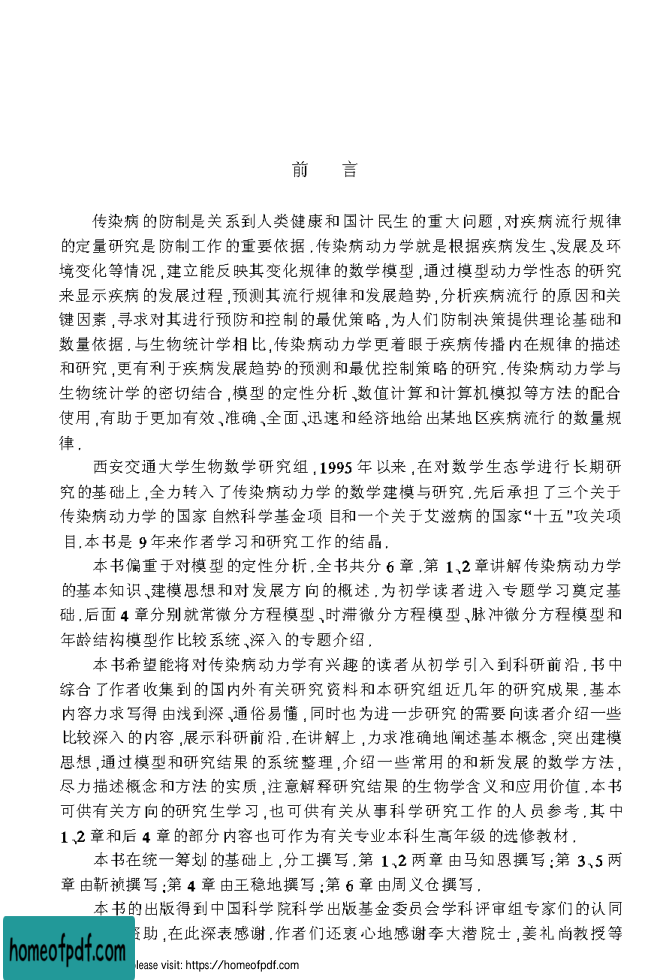 前 言
传染病的防制是关系到人类健康和国计民生的重大问题,对疾病流行规律
的定量研究是防制工作的重要依据.传染病动力学就是根据疾病发生、发展及环
境变化等情况,建立能反映其变化规律的数学模型,通过模型动力学性态的研究
来显示疾病的发展过程,预测其流行规律和发展趋势,分析疾病流行的原因和关
键因素,寻求对其进行预防和控制的最优策略,为人们防制决策提供理论基础和
数量依据.与生物统计学相比,传染病动力学更着眼于疾病传播内在规律的描述
和研究,更有利于疾病发展趋势的预测和最优控制策略的研究.传染病动力学与
生物统计学的密切结合,模型的定性分析、数值计算和计算机模拟等方法的配合
使用,有助于更加有效、准确、全面、迅速和经济地给出某地区疾病流行的数量规
律.
西安交通大学生物数学研究组,1995 年以来,在对数学生态学进行长期研
究的基础上,全力转入了传染病动力学的数学建模与研究.先后承担了三个关于
传染病动力学的国家自然科学基金项目和一个关于艾滋病的国家“十五”攻关项
目.本书是 9 年来作者学习和研究工作的结晶.
本书偏重于对模型的定性分析.全书共分 6 章.第 1、2 章讲解传染病动力学
的基本知识、建模思想和对发展方向的概述.为初学读者进入专题学习奠定基
础.后面 4 章分别就常微分方程模型、时滞微分方程模型、脉冲微分方程模型和
年龄结构模型作比较系统、深入的专题介绍.
本书希望能将对传染病动力学有兴趣的读者从初学引入到科研前沿.书中
综合了作者收集到的国内外有关研究资料和本研究组近几年的研究成果.基本
内容力求写得由浅到深、通俗易懂,同时也为进一步研究的需要向读者介绍一些
比较深入的内容,展示科研前沿.在讲解上,力求准确地阐述基本概念,突出建模
思想,通过模型和研究结果的系统整理,介绍一些常用的和新发展的数学方法,
尽力描述概念和方法的实质,注意解释研究结果的生物学含义和应用价值.本书
可供有关方向的研究生学习,也可供有关从事科学研究工作的人员参考.其中
1、2 章和后 4 章的部分内容也可作为有关专业本科生高年级的选修教材.
本书在统一筹划的基础上,分工撰写.第 1、2 两章由马知恩撰写;第 3、5 两
章由靳祯撰写;第 4 章由王稳地撰写;第 6 章由周义仓撰写.
本书的出版得到中国科学院科学出版基金委员会学科评审组专家们的认同
资助,在此深表感谢.作者们还衷心地感谢李大潜院士,姜礼尚教授等
homeofpdf.com
lease visit: https://homeofpdf.com